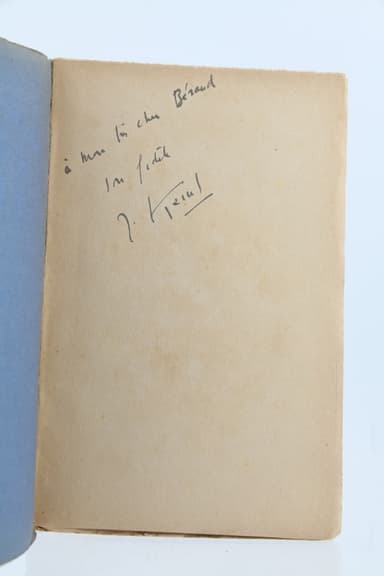 à mon très cher Béraud
son fidèle
J. Kessel